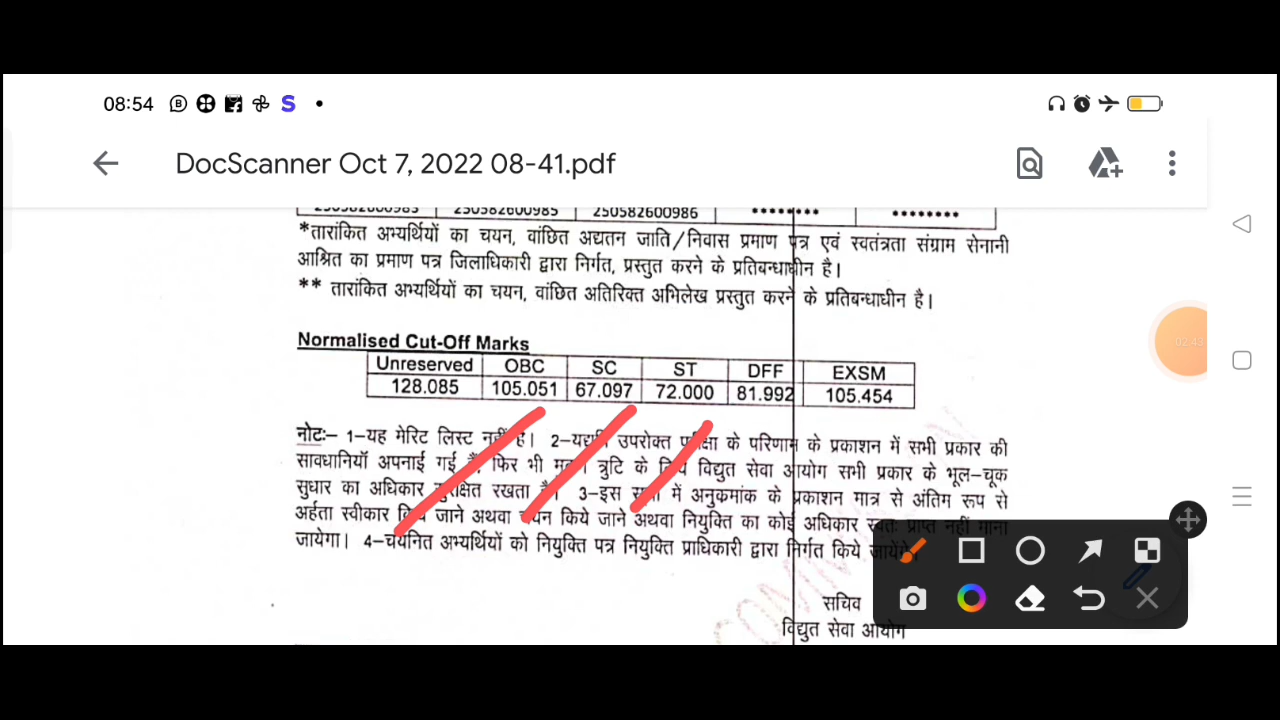 08:54
DocScanner Oct 7, 2022 08-41.pdf
250582600983 250582600985 250582600986 ******** ********
*तारांकित अभ्यर्थियों का चयन, वांछित अद्यतन जाति/निवास प्रमाण पत्र एवं स्वतंत्रता संग्राम सेनानी
आश्रित का प्रमाण पत्र जिलाधिकारी द्वारा निर्गत, प्रस्तुत करने के प्रतिबन्धाधीन है।
** तारांकित अभ्यर्थियों का चयन, वांछित अतिरिक्त अभिलेख प्रस्तुत करने के प्रतिबन्धाधीन है।
Normalised Cut-Off Marks
Unreserved OBC SC ST DFF EXSM
128.085 105.051 67.097 72.000 81.992 105.454
02:43
नोटः– 1–यह मेरिट लिस्ट नहीं है। 2–यद्यपि उपरोक्त परीक्षा के परिणाम के प्रकाशन में सभी प्रकार की
सावधानियाँ अपनाई गई हैं, फिर भी त्रुटि के लिये विद्युत सेवा आयोग सभी प्रकार के भूल–चूक
सुधार का अधिकार सुरक्षित रखता है। 3–इस में अनुक्रमांक के प्रकाशन मात्र से अंतिम रूप से
अर्हता स्वीकार किये जाने अथवा चयन किये जाने अथवा नियुक्ति का कोई अधिकार स्वतः प्राप्त नहीं माना
जायेगा। 4–चयनित अभ्यर्थियों को नियुक्ति पत्र नियुक्ति प्राधिकारी द्वारा निर्गत किये जायेंगे।
सचिव
विद्युत सेवा आयोग